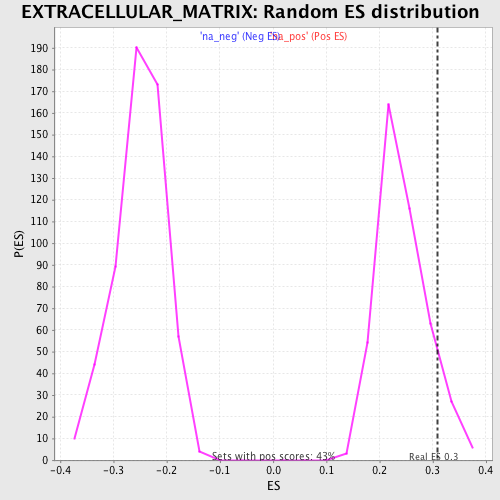 EXTRACELLULAR_MATRIX: Random ES distribution
'na_neg' (Neg ES) 'na_pos' (Pos ES)
190
180
170
160
150
140
130
120
110
100
90
80
70
60
50
40
30
20
10
0
P(ES)
Sets with pos scores: 43%
Real ES 0.3
-0.4 -0.3 -0.2 -0.1 0.0 0.1 0.2 0.3 0.4
ES